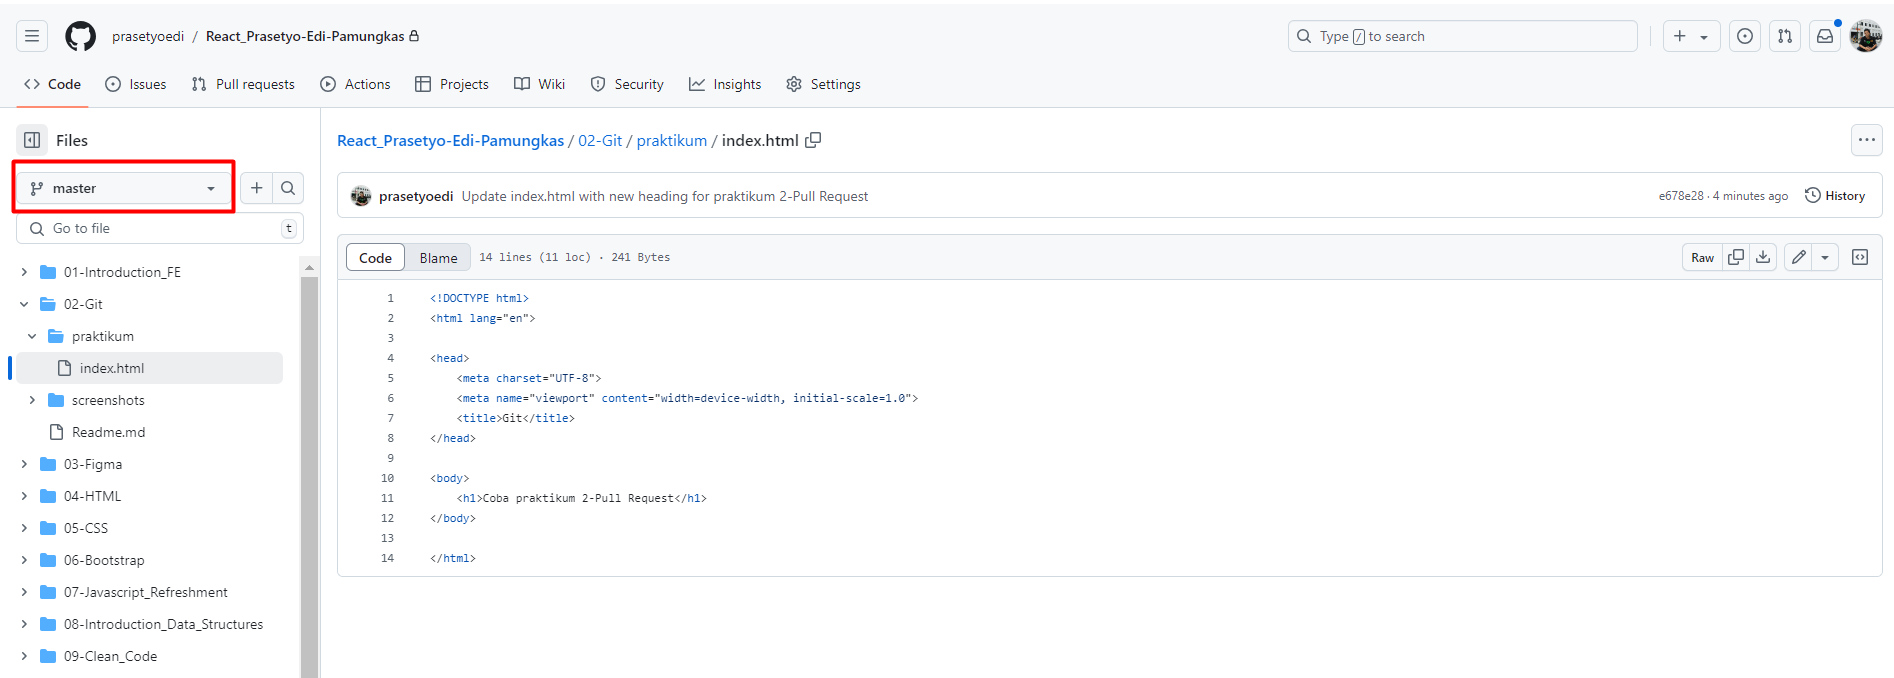 prasetyoedi / React_Prasetyo-Edi-Pamungkas
Type / to search
Code Issues Pull requests Actions Projects Wiki Security Insights Settings
Files
master
Go to file t
01-Introduction_FE
02-Git
praktikum
index.html
screenshots
Readme.md
03-Figma
04-HTML
05-CSS
06-Bootstrap
07-Javascript_Refreshment
08-Introduction_Data_Structures
09-Clean_Code
React_Prasetyo-Edi-Pamungkas / 02-Git / praktikum / index.html
prasetyoedi Update index.html with new heading for praktikum 2-Pull Request e678e28 · 4 minutes ago History
Code Blame 14 lines (11 loc) · 241 Bytes Raw
1 <!DOCTYPE html>
2 <html lang="en">
3
4 <head>
5 <meta charset="UTF-8">
6 <meta name="viewport" content="width=device-width, initial-scale=1.0">
7 <title>Git</title>
8 </head>
9
10 <body>
11 <h1>Coba praktikum 2-Pull Request</h1>
12 </body>
13
14 </html>